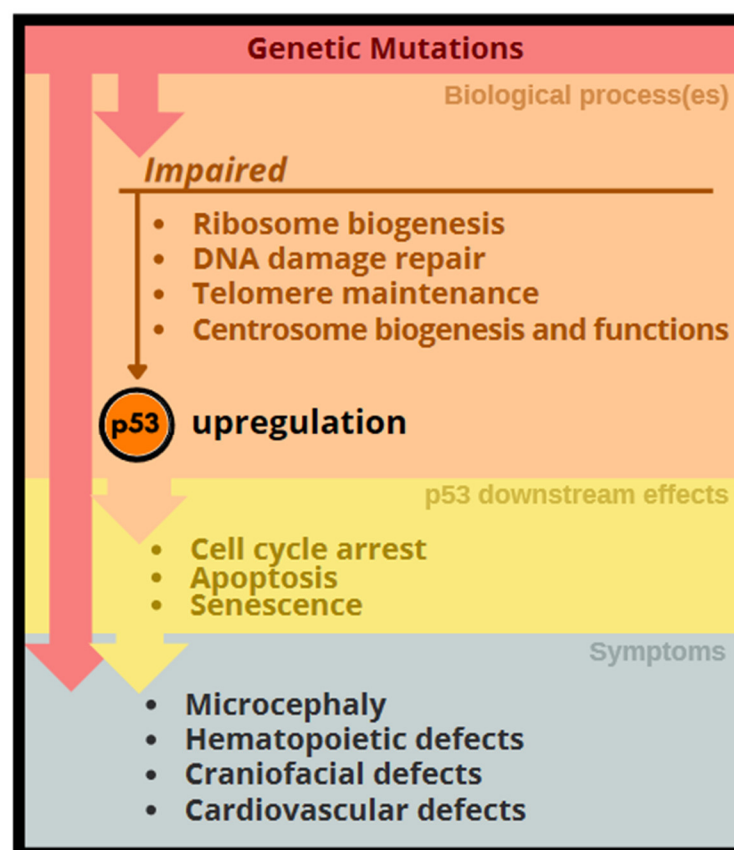 Genetic Mutations
Biological process(es)
Impaired
• Ribosome biogenesis
• DNA damage repair
• Telomere maintenance
• Centrosome biogenesis and functions
p53 upregulation
p53 downstream effects
• Cell cycle arrest
• Apoptosis
• Senescence
Symptoms
• Microcephaly
• Hematopoietic defects
• Craniofacial defects
• Cardiovascular defects